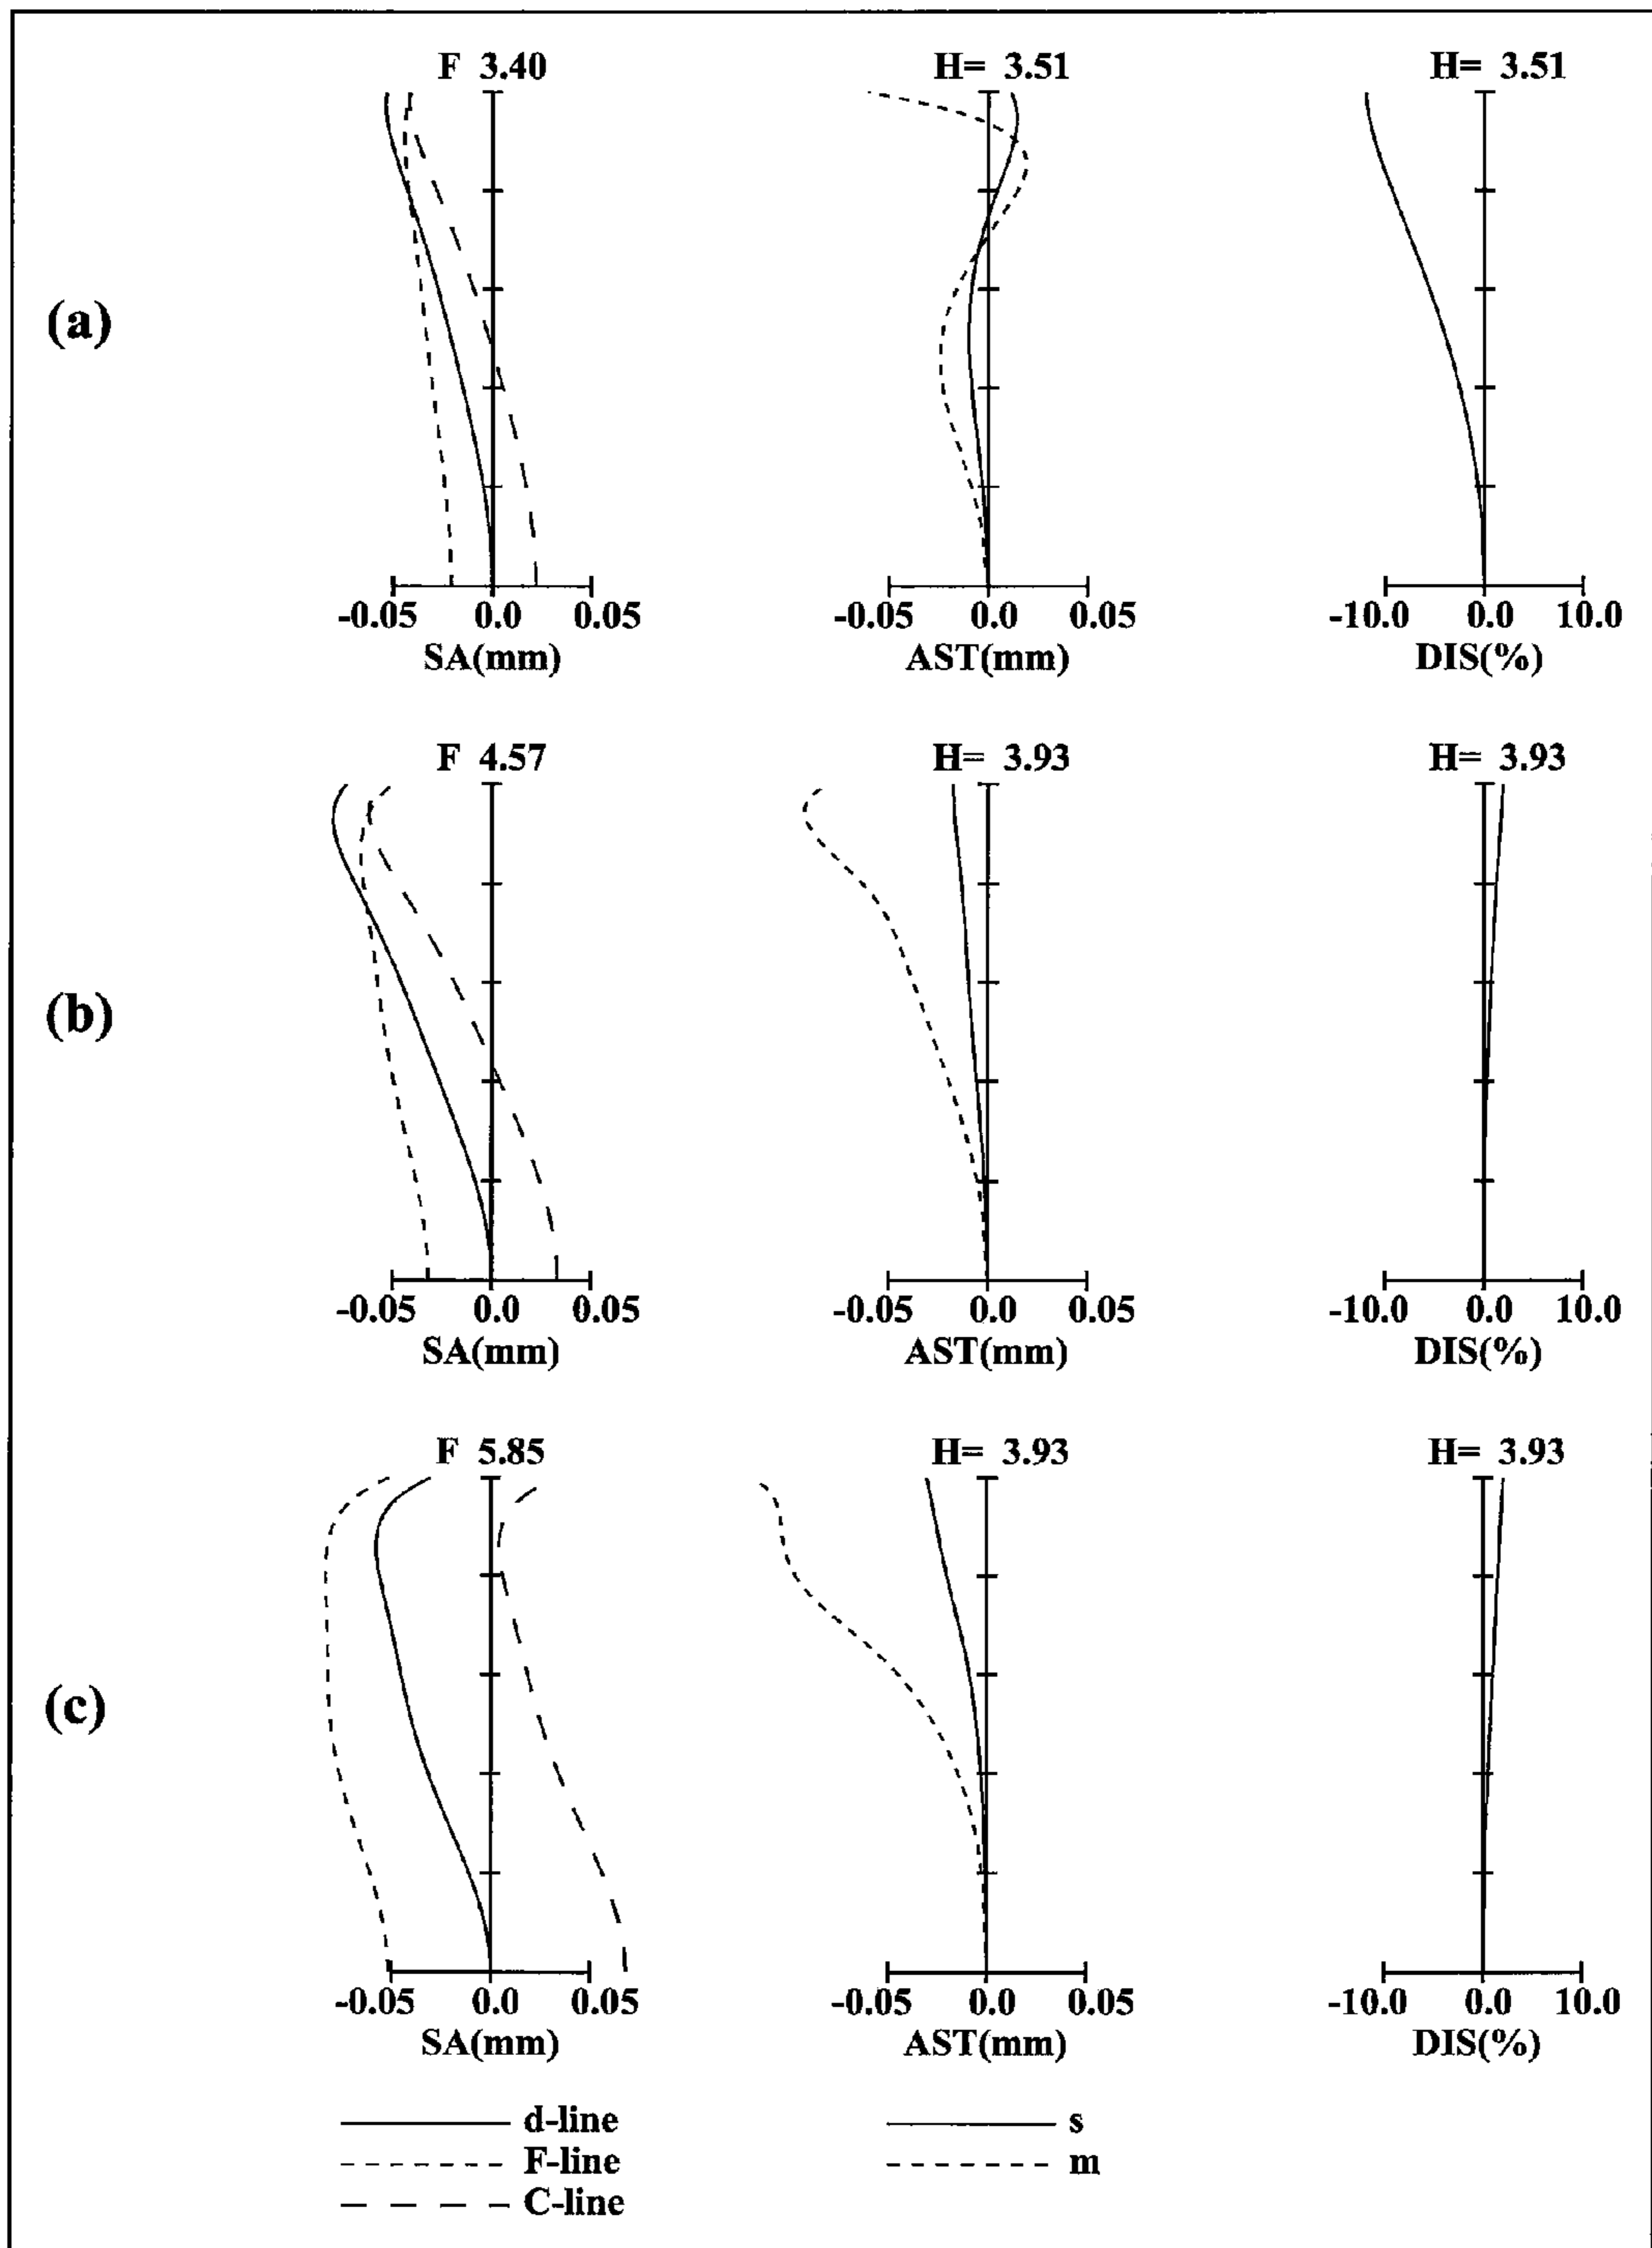 F 3.40
H= 3.51
H= 3.51
(a)
-0.05 0.0 0.05
SA(mm)
-0.05 0.0 0.05
AST(mm)
-10.0 0.0 10.0
DIS(%)
F 4.57
H= 3.93
H= 3.93
(b)
-0.05 0.0 0.05
SA(mm)
-0.05 0.0 0.05
AST(mm)
-10.0 0.0 10.0
DIS(%)
F 5.85
H= 3.93
H= 3.93
(c)
-0.05 0.0 0.05
SA(mm)
-0.05 0.0 0.05
AST(mm)
-10.0 0.0 10.0
DIS(%)
d-line
F-line
C-line
s
m